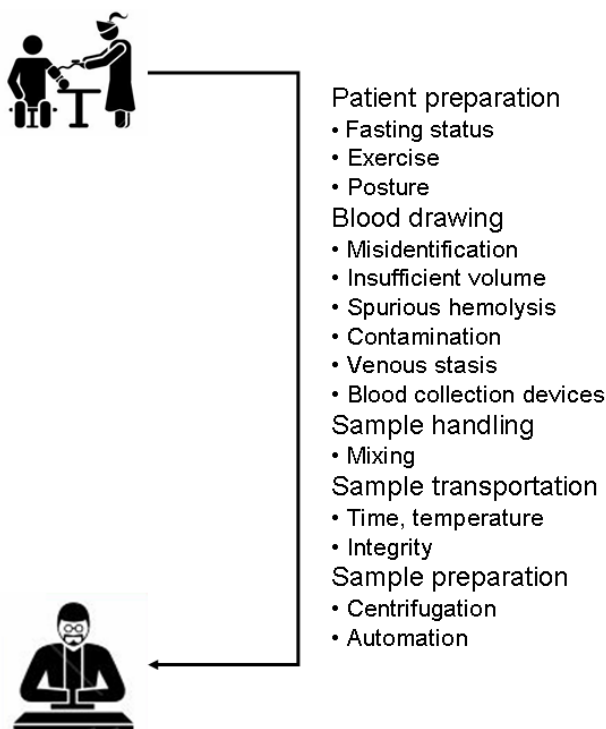 Patient preparation
• Fasting status
• Exercise
• Posture
Blood drawing
• Misidentification
• Insufficient volume
• Spurious hemolysis
• Contamination
• Venous stasis
• Blood collection devices
Sample handling
• Mixing
Sample transportation
• Time, temperature
• Integrity
Sample preparation
• Centrifugation
• Automation